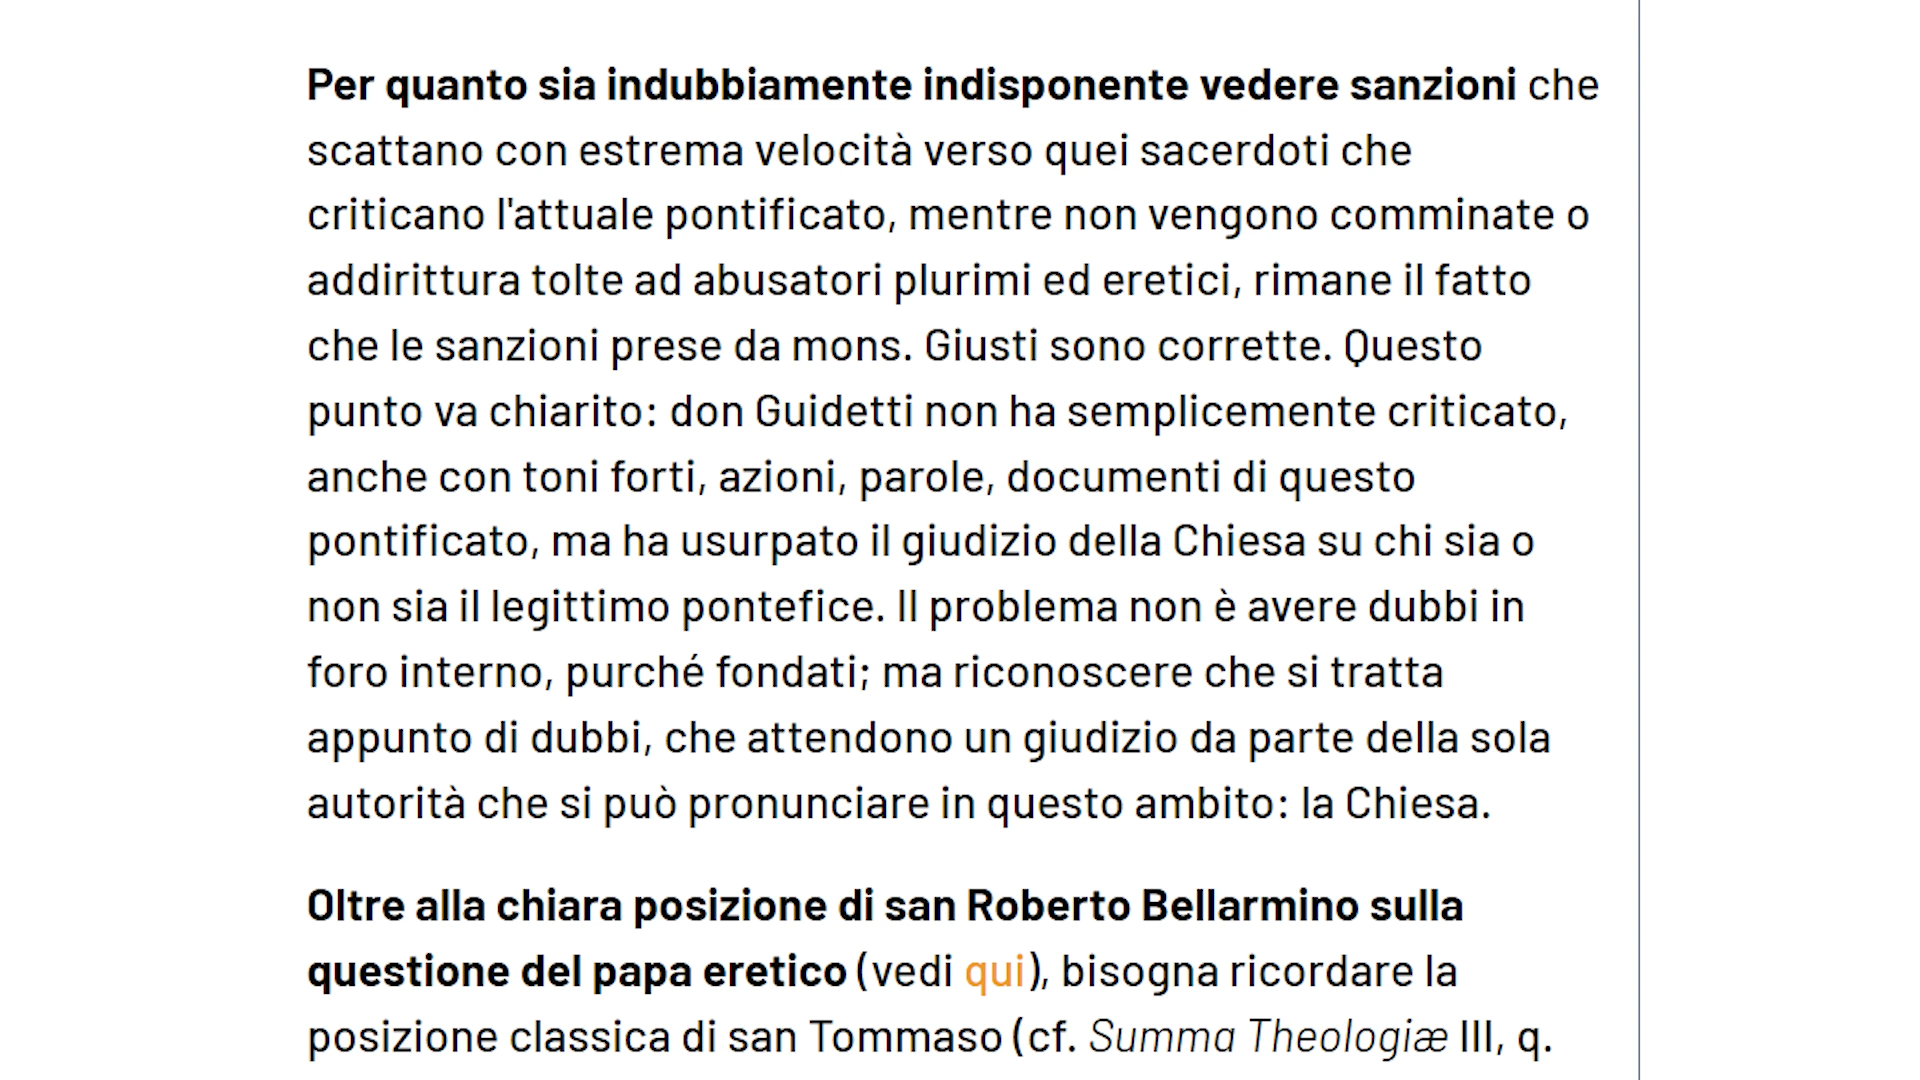 Per quanto sia indubbiamente indisponente vedere sanzioni che
scattano con estrema velocità verso quei sacerdoti che
criticano l'attuale pontificato, mentre non vengono comminate o
addirittura tolte ad abusatori plurimi ed eretici, rimane il fatto
che le sanzioni prese da mons. Giusti sono corrette. Questo
punto va chiarito: don Guidetti non ha semplicemente criticato,
anche con toni forti, azioni, parole, documenti di questo
pontificato, ma ha usurpato il giudizio della Chiesa su chi sia o
non sia il legittimo pontefice. Il problema non è avere dubbi in
foro interno, purché fondati; ma riconoscere che si tratta
appunto di dubbi, che attendono un giudizio da parte della sola
autorità che si può pronunciare in questo ambito: la Chiesa.
Oltre alla chiara posizione di san Roberto Bellarmino sulla
questione del papa eretico (vedi qui), bisogna ricordare la
posizione classica di san Tommaso (cf. Summa Theologiæ III, q.